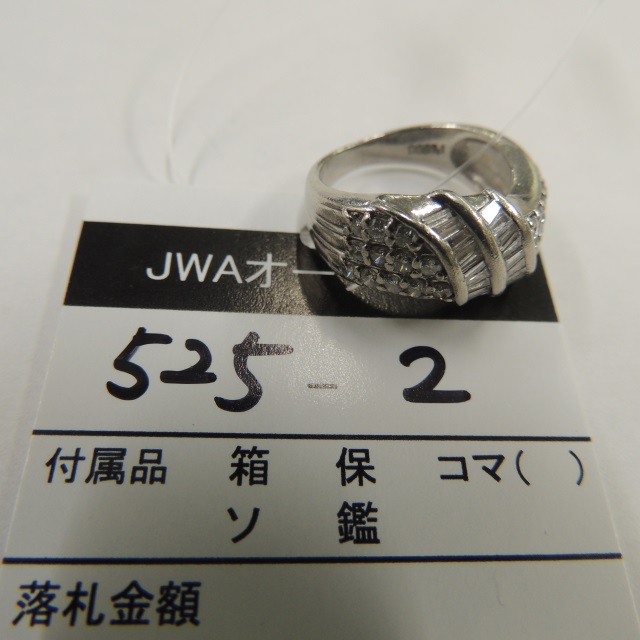 JWAオー
525-2
付属品 箱 保 コマ( )
ソ 鑑
落札金額